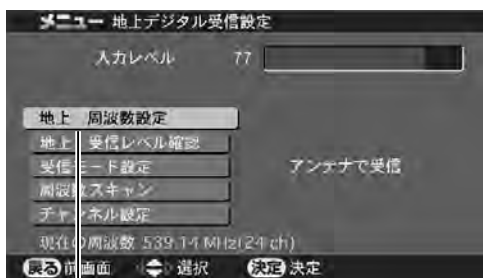 メニュー 地上デジタル受信設定
入力レベル 77
地上 周波数設定
地上 受信レベル確認
受信モード設定
アンテナで受信
周波数スキャン
チャンネル設定
現在の周波数 539.14 MHz(24 ch)
戻る 前画面 選択 決定 決定